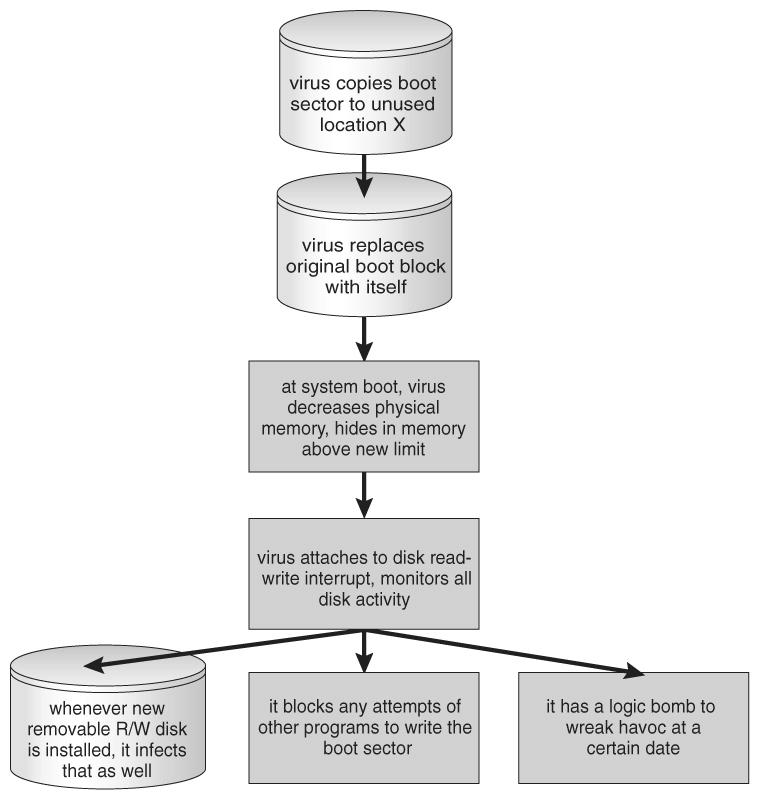 virus copies boot
sector to unused
location X
virus replaces
original boot block
with itself
at system boot, virus
decreases physical
memory, hides in memory
above new limit
virus attaches to disk read-
write interrupt, monitors all
disk activity
whenever new
removable R/W disk
is installed, it infects
that as well
it blocks any attempts of
other programs to write the
boot sector
it has a logic bomb to
wreak havoc at a
certain date